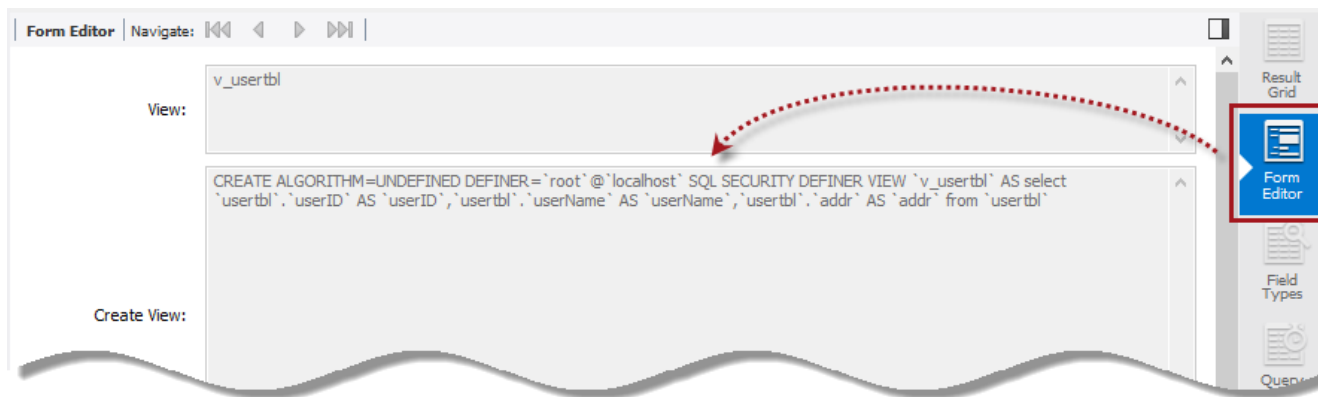 Form Editor Navigate:
View:
v_usertbl
Create View:
CREATE ALGORITHM=UNDEFINED DEFINER=`root`@`localhost` SQL SECURITY DEFINER VIEW `v_usertbl` AS select
`usertbl`.`userID` AS `userID`,`usertbl`.`userName` AS `userName`,`usertbl`.`addr` AS `addr` from `usertbl`
Result
Grid
Form
Editor
Field
Types
Query